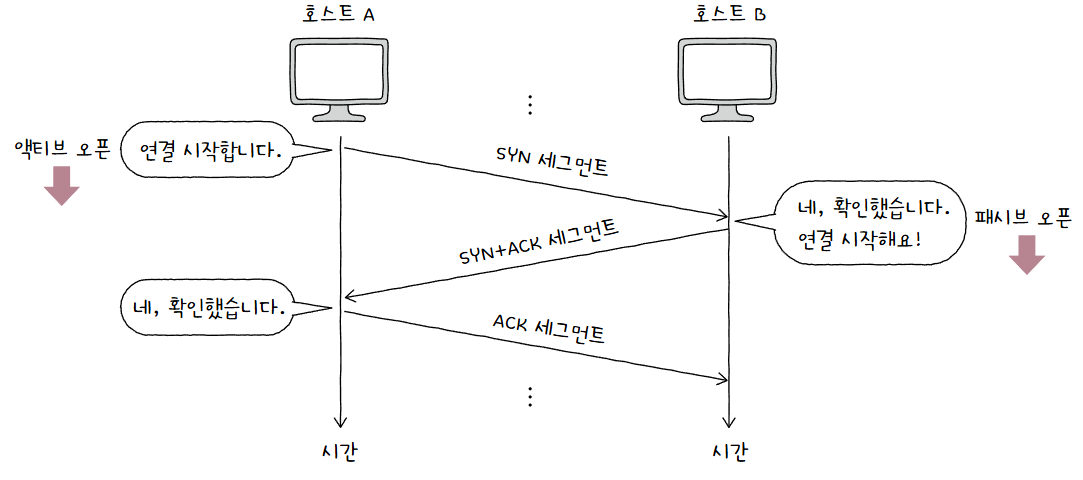 호스트 A
호스트 B
액티브 오픈
연결 시작합니다.
SYN 세그먼트
네, 확인했습니다.
연결 시작해요!
패시브 오픈
SYN+ACK 세그먼트
네, 확인했습니다.
ACK 세그먼트
시간
시간